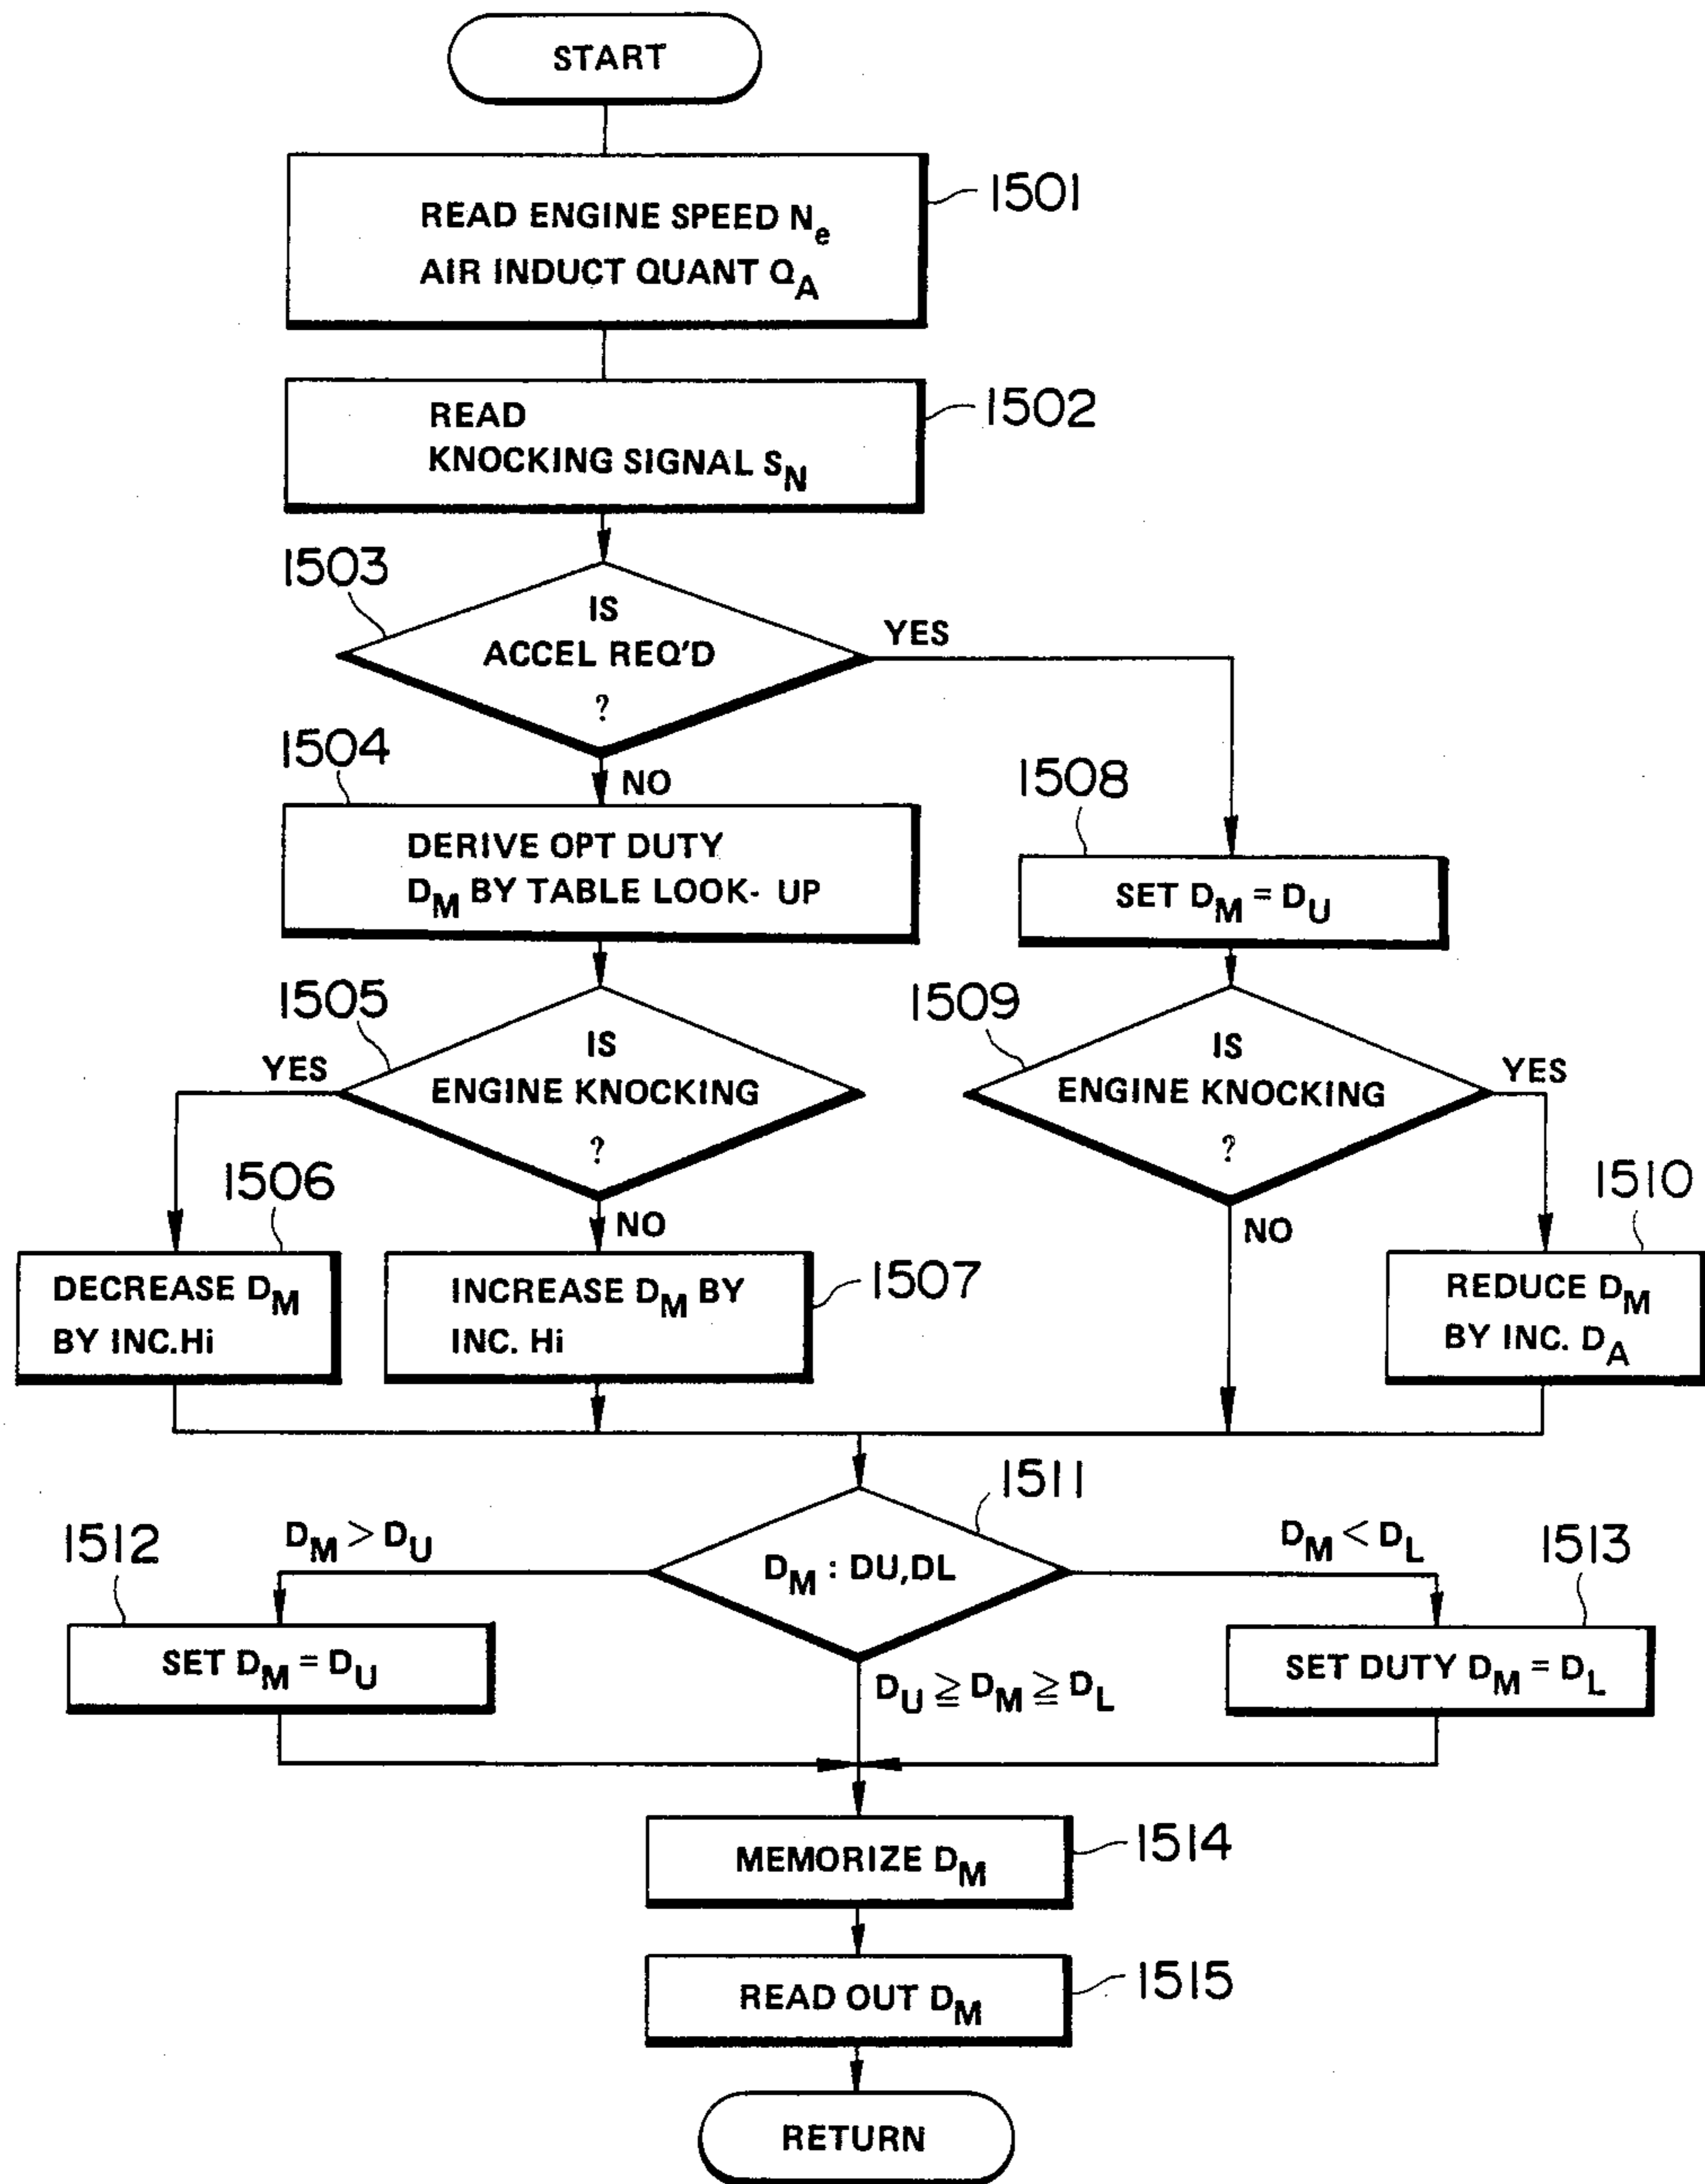 START
READ ENGINE SPEED Ne
AIR INDUCT QUANT QA
1501
READ
KNOCKING SIGNAL SN
1502
1503
IS
ACCEL REQ'D
?
YES
NO
1504
DERIVE OPT DUTY
DM BY TABLE LOOK- UP
1508
SET DM = DU
1505
IS
ENGINE KNOCKING
?
YES
NO
1509
IS
ENGINE KNOCKING
?
YES
NO
1506
DECREASE DM
BY INC.Hi
INCREASE DM BY
INC. Hi
1507
1510
REDUCE DM
BY INC. DA
1511
DM : DU,DL
DM > DU
DM < DL
DU ≧ DM ≧ DL
1512
SET DM = DU
1513
SET DUTY DM = DL
MEMORIZE DM
1514
READ OUT DM
1515
RETURN